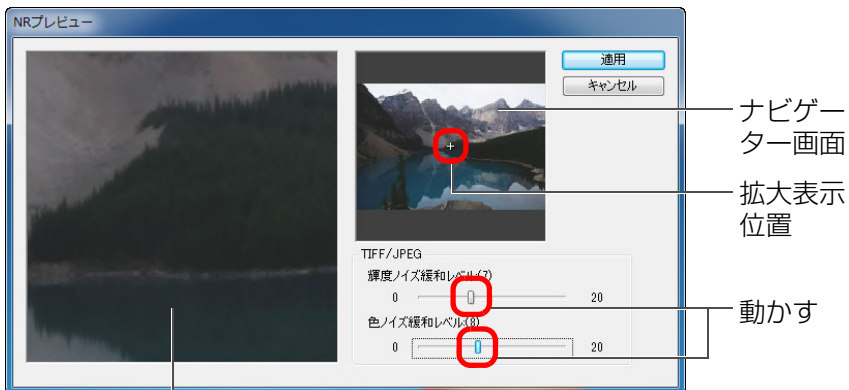 NRプレビュー
適用
キャンセル
ナビゲー
ター画面
拡大表示
位置
TIFF/JPEG
輝度ノイズ緩和レベル(7)
0 20
色ノイズ緩和レベル(8)
0 20
動かす